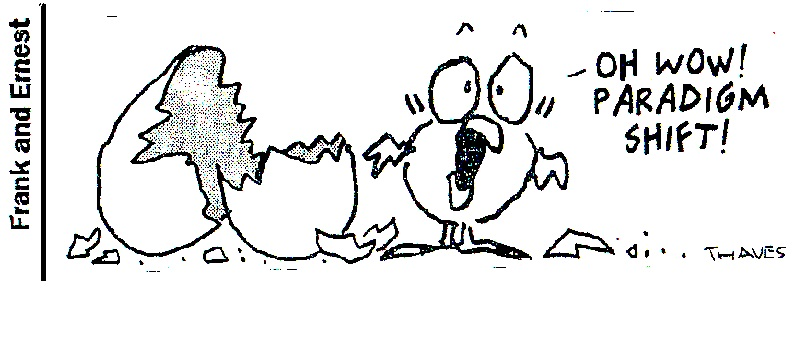 Frank and Ernest
OH WOW!
PARADIGM
SHIFT!
THAVES